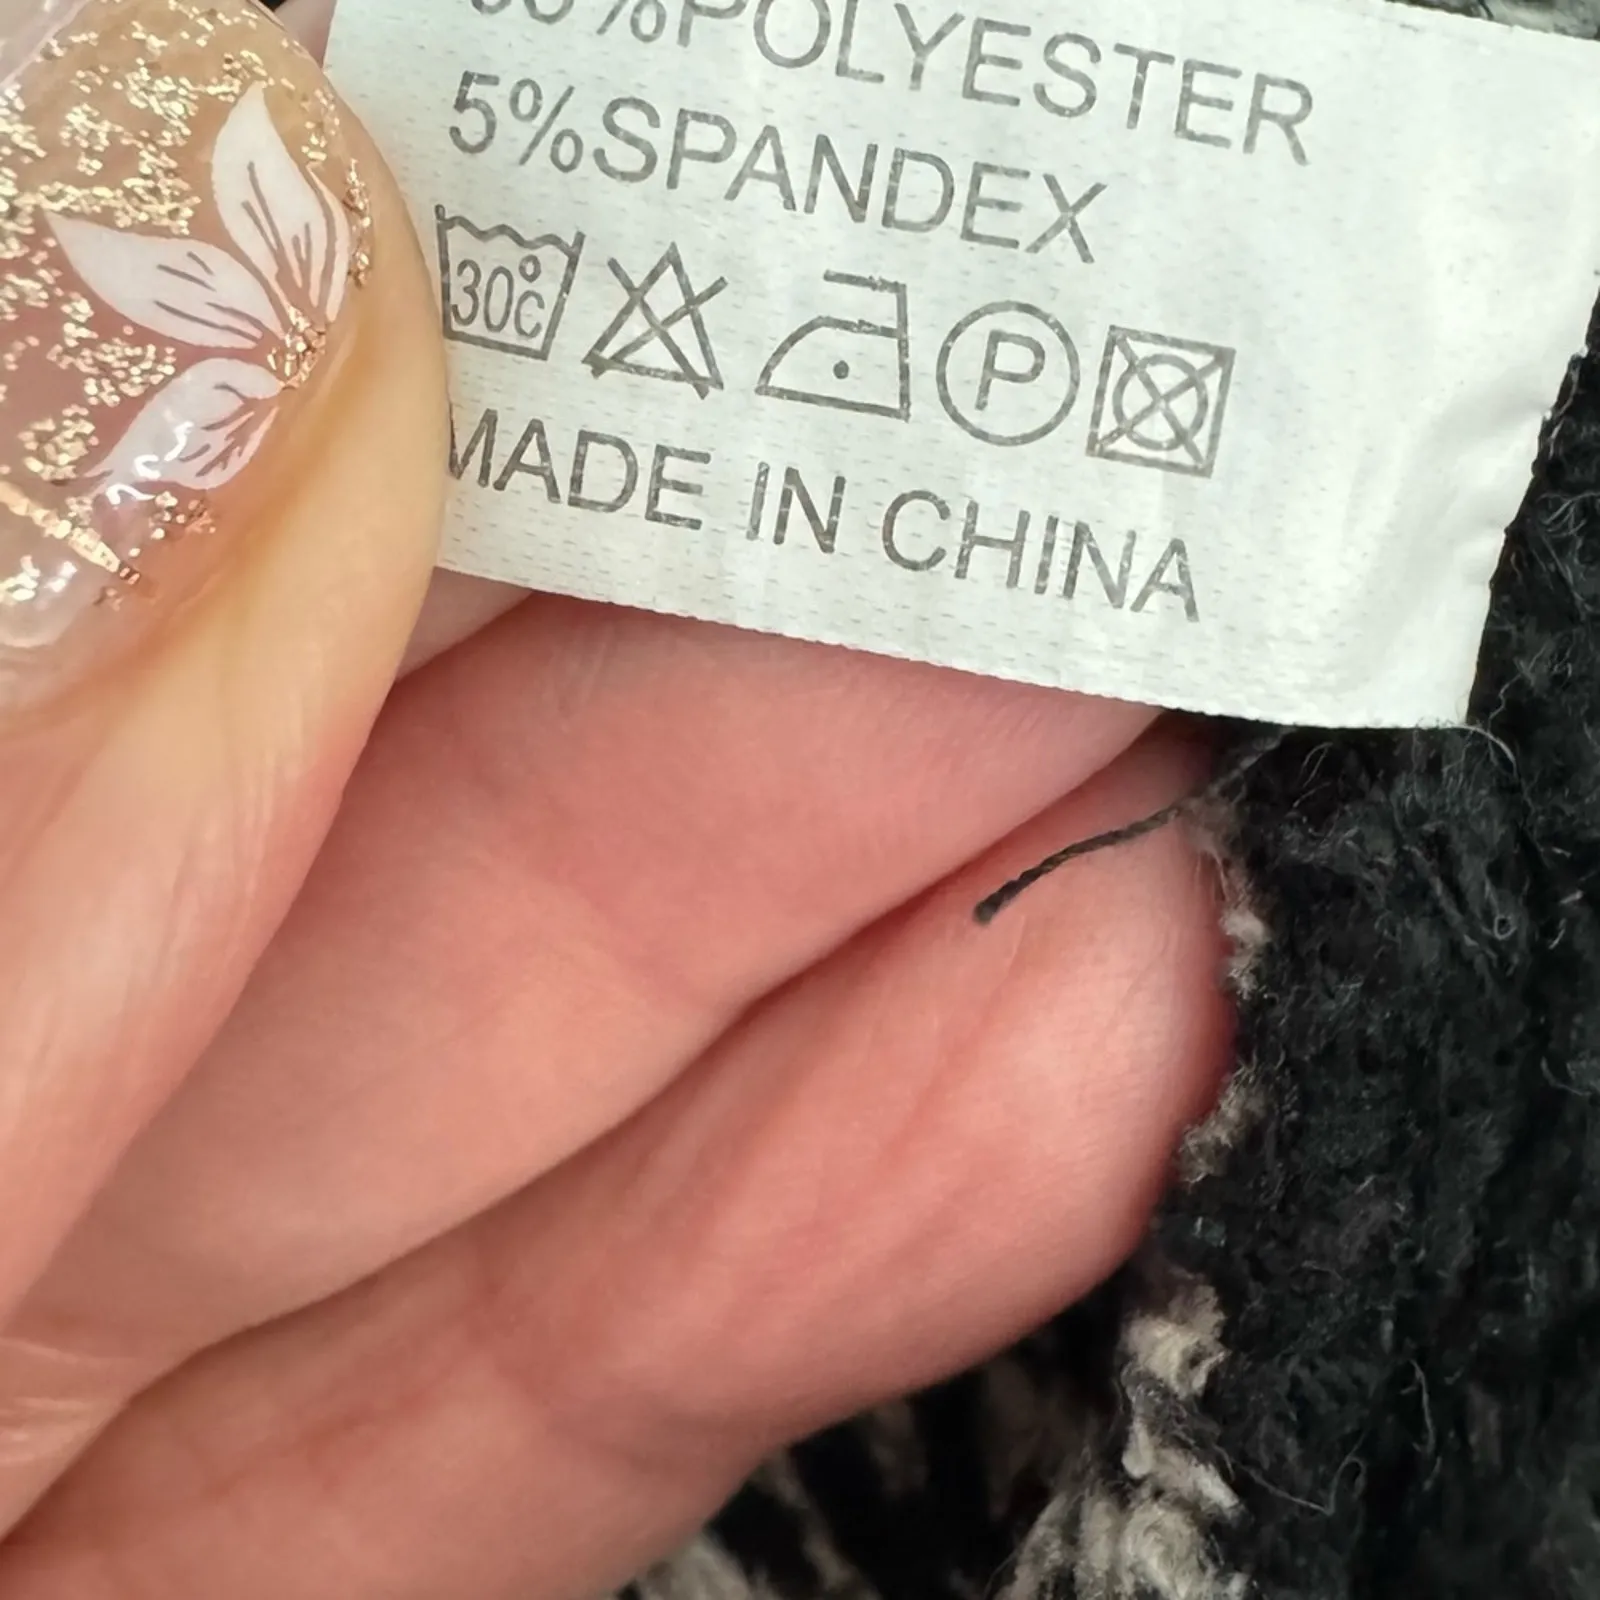 %POLYESTER
5%SPANDEX
30°C P
MADE IN CHINA